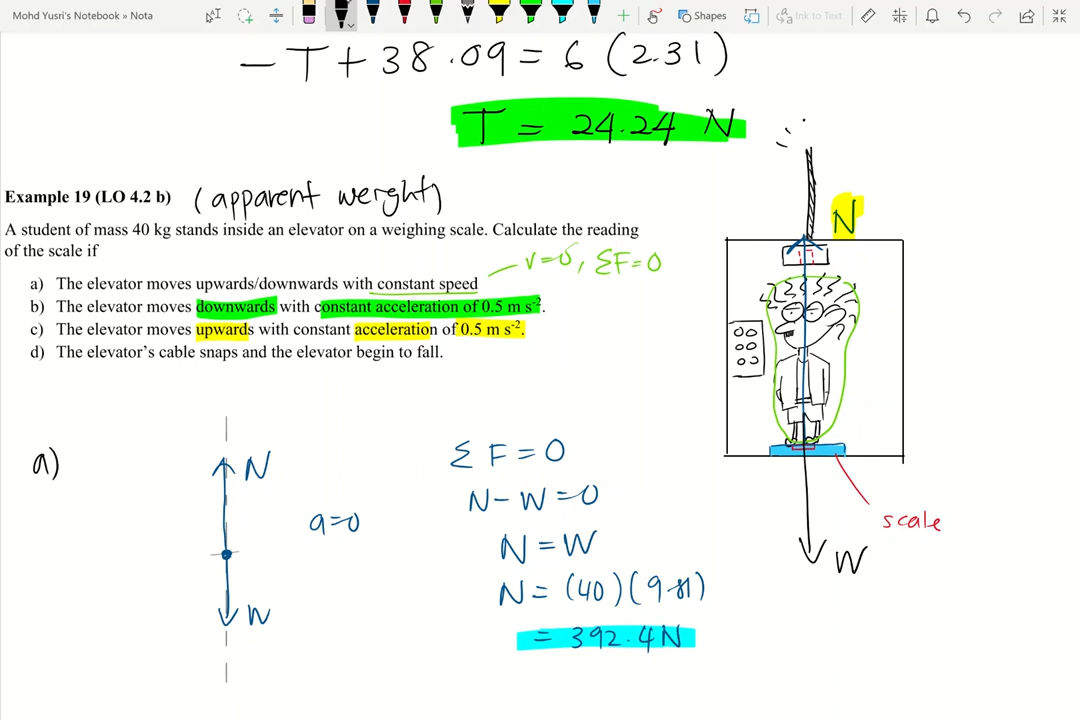 Mohd Yusri's Notebook » Nota
Shapes
Ink to Text
- T + 38.09 = 6 (2.31)
T = 24.24 N
Example 19 (LO 4.2 b) (apparent weight)
A student of mass 40 kg stands inside an elevator on a weighing scale. Calculate the reading
of the scale if
v=0, ΣF=0
a) The elevator moves upwards/downwards with constant speed
b) The elevator moves downwards with constant acceleration of 0.5 m s⁻².
c) The elevator moves upwards with constant acceleration of 0.5 m s⁻².
d) The elevator's cable snaps and the elevator begin to fall.
N
scale
W
a)
N
a=0
W
ΣF=0
N-W=0
N=W
N=(40)(9.81)
= 392.4N